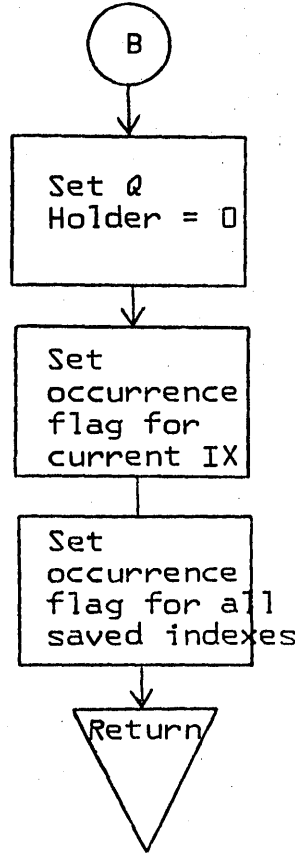 B
Set Q
Holder = 0
Set
occurrence
flag for
current IX
Set
occurrence
flag for all
saved indexes
Return